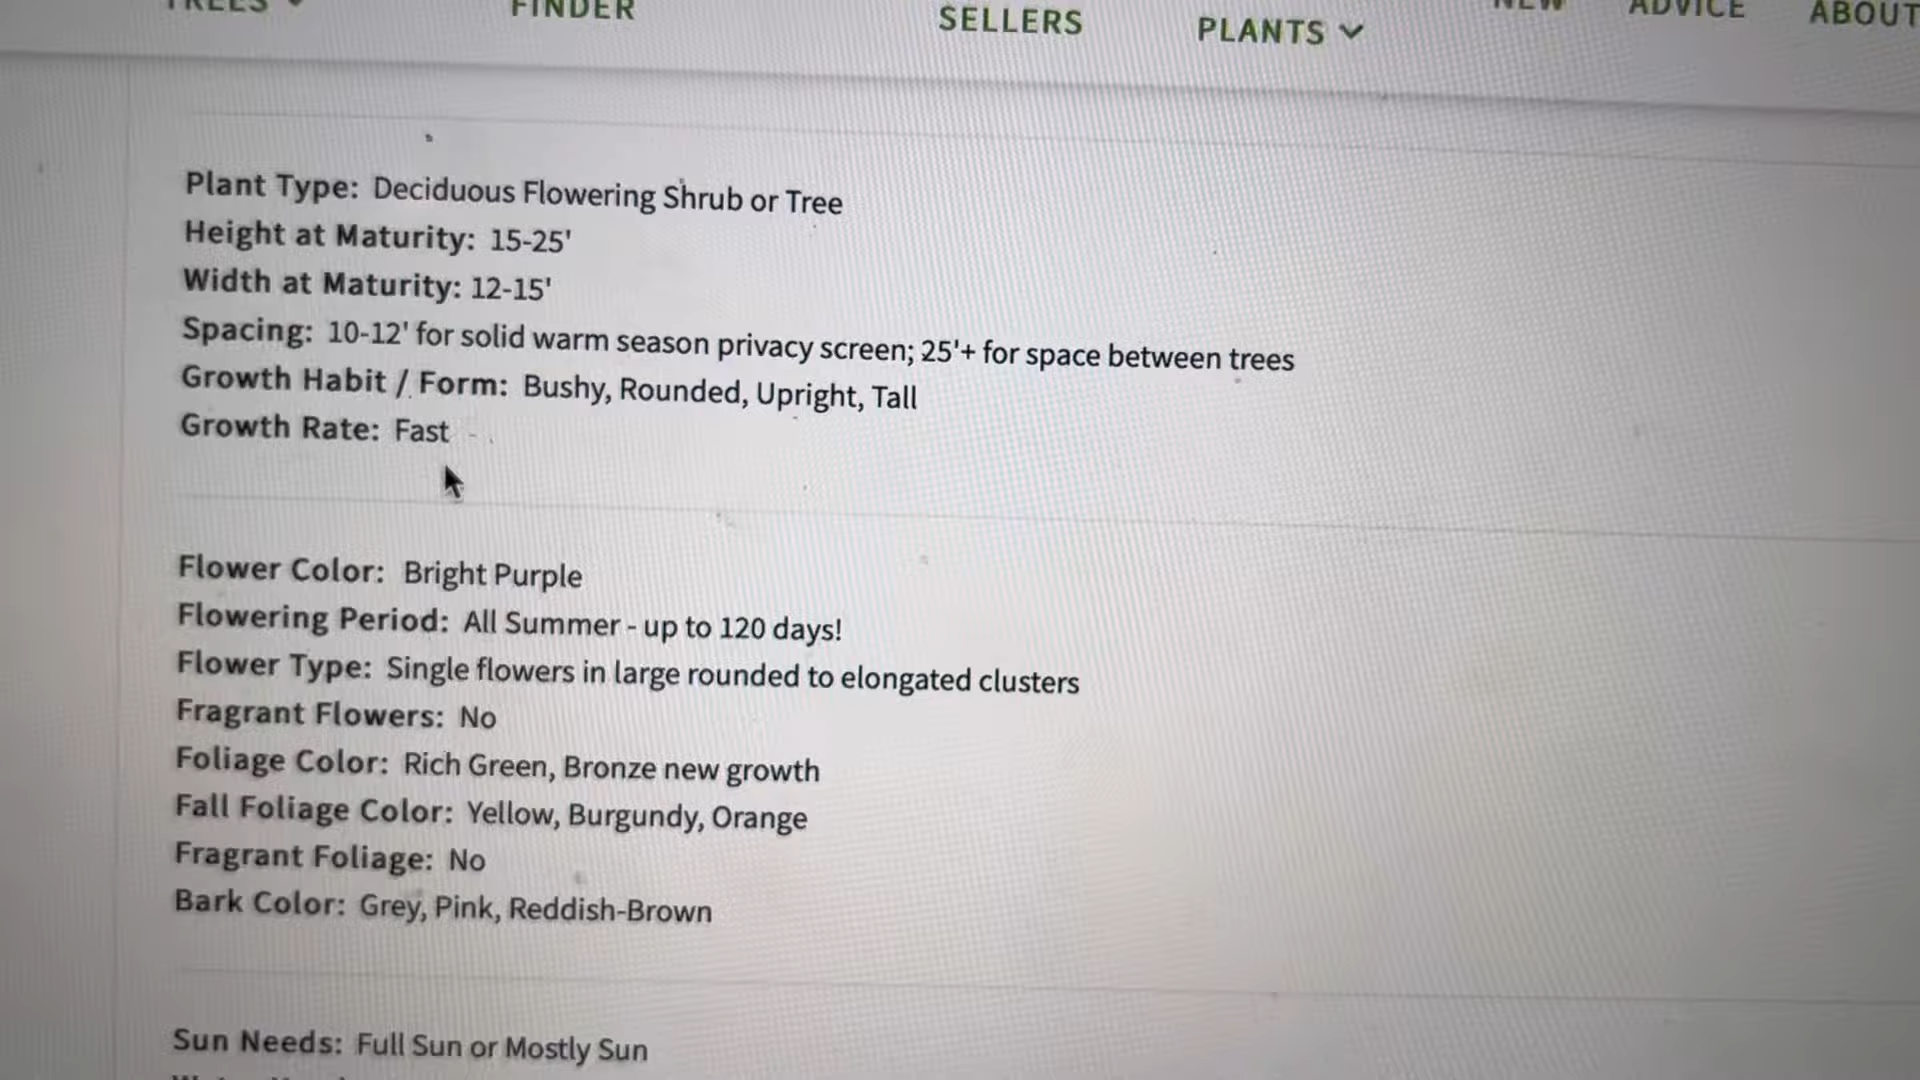 TREES FINDER SELLERS PLANTS NEW ADVICE ABOUT
Plant Type: Deciduous Flowering Shrub or Tree
Height at Maturity: 15-25'
Width at Maturity: 12-15'
Spacing: 10-12' for solid warm season privacy screen; 25'+ for space between trees
Growth Habit / Form: Bushy, Rounded, Upright, Tall
Growth Rate: Fast
Flower Color: Bright Purple
Flowering Period: All Summer - up to 120 days!
Flower Type: Single flowers in large rounded to elongated clusters
Fragrant Flowers: No
Foliage Color: Rich Green, Bronze new growth
Fall Foliage Color: Yellow, Burgundy, Orange
Fragrant Foliage: No
Bark Color: Grey, Pink, Reddish-Brown
Sun Needs: Full Sun or Mostly Sun